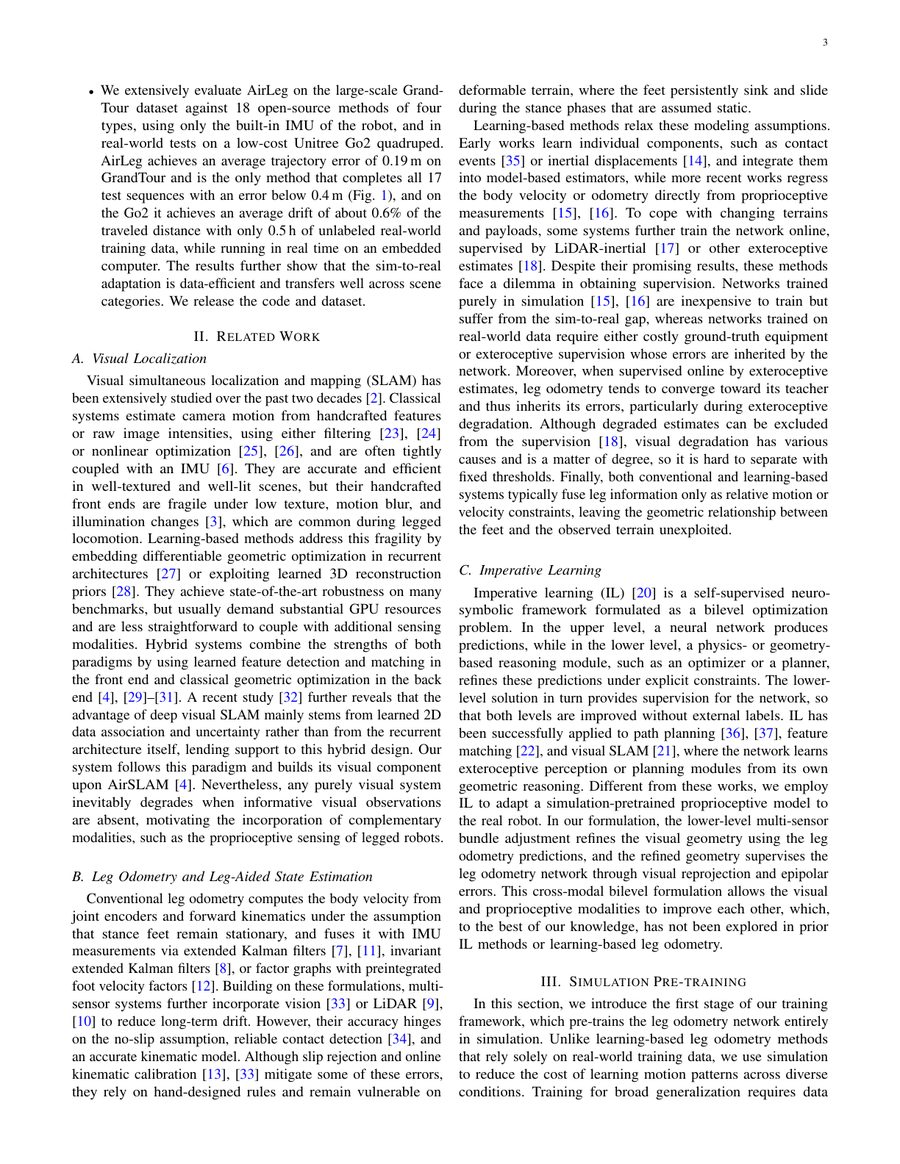 3
• We extensively evaluate AirLeg on the large-scale Grand-
Tour dataset against 18 open-source methods of four
types, using only the built-in IMU of the robot, and in
real-world tests on a low-cost Unitree Go2 quadruped.
AirLeg achieves an average trajectory error of 0.19 m on
GrandTour and is the only method that completes all 17
test sequences with an error below 0.4 m (Fig. 1), and on
the Go2 it achieves an average drift of about 0.6% of the
traveled distance with only 0.5 h of unlabeled real-world
training data, while running in real time on an embedded
computer. The results further show that the sim-to-real
adaptation is data-efficient and transfers well across scene
categories. We release the code and dataset.
II. RELATED WORK
A. Visual Localization
Visual simultaneous localization and mapping (SLAM) has
been extensively studied over the past two decades [2]. Classical
systems estimate camera motion from handcrafted features
or raw image intensities, using either filtering [23], [24]
or nonlinear optimization [25], [26], and are often tightly
coupled with an IMU [6]. They are accurate and efficient
in well-textured and well-lit scenes, but their handcrafted
front ends are fragile under low texture, motion blur, and
illumination changes [3], which are common during legged
locomotion. Learning-based methods address this fragility by
embedding differentiable geometric optimization in recurrent
architectures [27] or exploiting learned 3D reconstruction
priors [28]. They achieve state-of-the-art robustness on many
benchmarks, but usually demand substantial GPU resources
and are less straightforward to couple with additional sensing
modalities. Hybrid systems combine the strengths of both
paradigms by using learned feature detection and matching in
the front end and classical geometric optimization in the back
end [4], [29]–[31]. A recent study [32] further reveals that the
advantage of deep visual SLAM mainly stems from learned 2D
data association and uncertainty rather than from the recurrent
architecture itself, lending support to this hybrid design. Our
system follows this paradigm and builds its visual component
upon AirSLAM [4]. Nevertheless, any purely visual system
inevitably degrades when informative visual observations
are absent, motivating the incorporation of complementary
modalities, such as the proprioceptive sensing of legged robots.
B. Leg Odometry and Leg-Aided State Estimation
Conventional leg odometry computes the body velocity from
joint encoders and forward kinematics under the assumption
that stance feet remain stationary, and fuses it with IMU
measurements via extended Kalman filters [7], [11], invariant
extended Kalman filters [8], or factor graphs with preintegrated
foot velocity factors [12]. Building on these formulations, multi-
sensor systems further incorporate vision [33] or LiDAR [9],
[10] to reduce long-term drift. However, their accuracy hinges
on the no-slip assumption, reliable contact detection [34], and
an accurate kinematic model. Although slip rejection and online
kinematic calibration [13], [33] mitigate some of these errors,
they rely on hand-designed rules and remain vulnerable on
deformable terrain, where the feet persistently sink and slide
during the stance phases that are assumed static.
Learning-based methods relax these modeling assumptions.
Early works learn individual components, such as contact
events [35] or inertial displacements [14], and integrate them
into model-based estimators, while more recent works regress
the body velocity or odometry directly from proprioceptive
measurements [15], [16]. To cope with changing terrains
and payloads, some systems further train the network online,
supervised by LiDAR-inertial [17] or other exteroceptive
estimates [18]. Despite their promising results, these methods
face a dilemma in obtaining supervision. Networks trained
purely in simulation [15], [16] are inexpensive to train but
suffer from the sim-to-real gap, whereas networks trained on
real-world data require either costly ground-truth equipment
or exteroceptive supervision whose errors are inherited by the
network. Moreover, when supervised online by exteroceptive
estimates, leg odometry tends to converge toward its teacher
and thus inherits its errors, particularly during exteroceptive
degradation. Although degraded estimates can be excluded
from the supervision [18], visual degradation has various
causes and is a matter of degree, so it is hard to separate with
fixed thresholds. Finally, both conventional and learning-based
systems typically fuse leg information only as relative motion or
velocity constraints, leaving the geometric relationship between
the feet and the observed terrain unexploited.
C. Imperative Learning
Imperative learning (IL) [20] is a self-supervised neuro-
symbolic framework formulated as a bilevel optimization
problem. In the upper level, a neural network produces
predictions, while in the lower level, a physics- or geometry-
based reasoning module, such as an optimizer or a planner,
refines these predictions under explicit constraints. The lower-
level solution in turn provides supervision for the network, so
that both levels are improved without external labels. IL has
been successfully applied to path planning [36], [37], feature
matching [22], and visual SLAM [21], where the network learns
exteroceptive perception or planning modules from its own
geometric reasoning. Different from these works, we employ
IL to adapt a simulation-pretrained proprioceptive model to
the real robot. In our formulation, the lower-level multi-sensor
bundle adjustment refines the visual geometry using the leg
odometry predictions, and the refined geometry supervises the
leg odometry network through visual reprojection and epipolar
errors. This cross-modal bilevel formulation allows the visual
and proprioceptive modalities to improve each other, which,
to the best of our knowledge, has not been explored in prior
IL methods or learning-based leg odometry.
III. SIMULATION PRE-TRAINING
In this section, we introduce the first stage of our training
framework, which pre-trains the leg odometry network entirely
in simulation. Unlike learning-based leg odometry methods
that rely solely on real-world training data, we use simulation
to reduce the cost of learning motion patterns across diverse
conditions. Training for broad generalization requires data